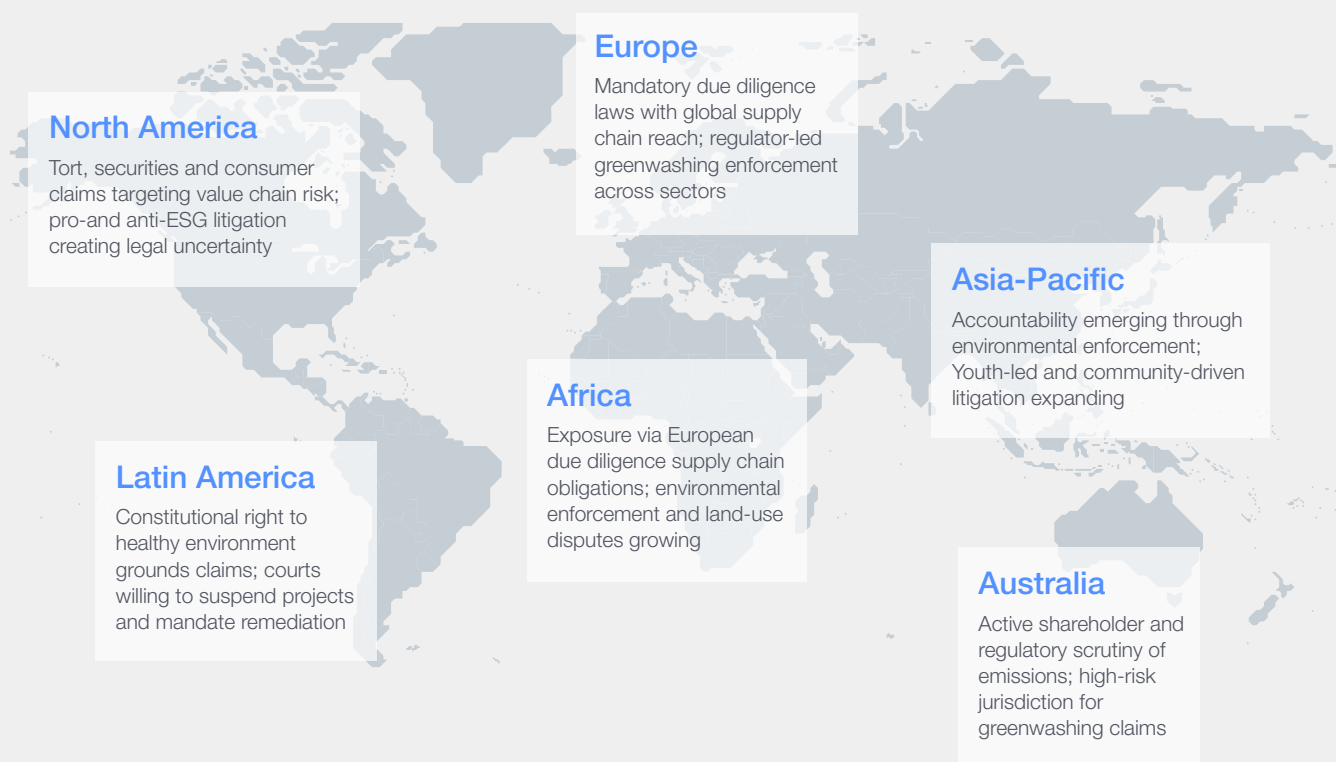 Europe
Mandatory due diligence
laws with global supply
chain reach; regulator-led
greenwashing enforcement
across sectors
North America
Tort, securities and consumer
claims targeting value chain risk;
pro-and anti-ESG litigation
creating legal uncertainty
Asia-Pacific
Accountability emerging through
environmental enforcement;
Youth-led and community-driven
litigation expanding
Africa
Exposure via European
due diligence supply chain
obligations; environmental
enforcement and land-use
disputes growing
Latin America
Constitutional right to
healthy environment
grounds claims; courts
willing to suspend projects
and mandate remediation
Australia
Active shareholder and
regulatory scrutiny of
emissions; high-risk
jurisdiction for
greenwashing claims